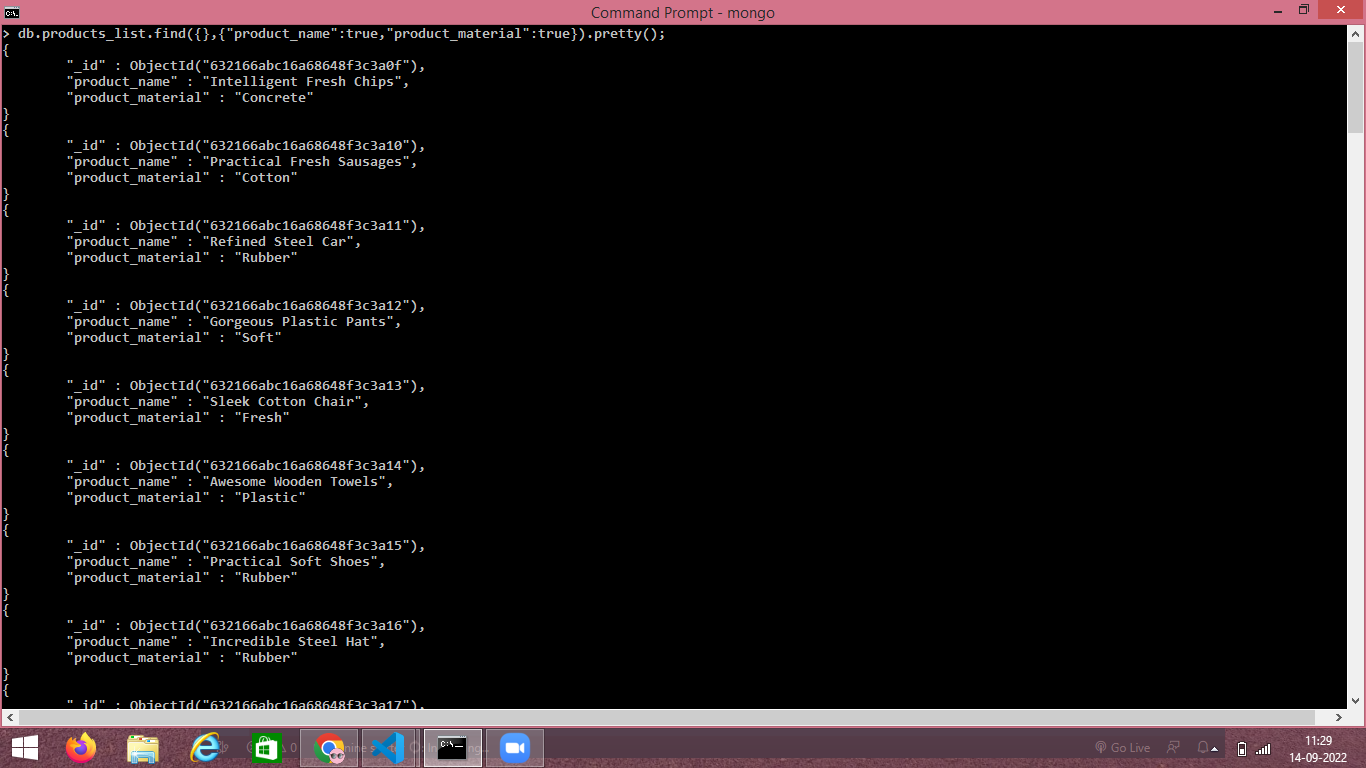 Command Prompt - mongo
> db.products_list.find({},{"product_name":true,"product_material":true}).pretty();
{
"_id" : ObjectId("632166abc16a68648f3c3a0f"),
"product_name" : "Intelligent Fresh Chips",
"product_material" : "Concrete"
}
{
"_id" : ObjectId("632166abc16a68648f3c3a10"),
"product_name" : "Practical Fresh Sausages",
"product_material" : "Cotton"
}
{
"_id" : ObjectId("632166abc16a68648f3c3a11"),
"product_name" : "Refined Steel Car",
"product_material" : "Rubber"
}
{
"_id" : ObjectId("632166abc16a68648f3c3a12"),
"product_name" : "Gorgeous Plastic Pants",
"product_material" : "Soft"
}
{
"_id" : ObjectId("632166abc16a68648f3c3a13"),
"product_name" : "Sleek Cotton Chair",
"product_material" : "Fresh"
}
{
"_id" : ObjectId("632166abc16a68648f3c3a14"),
"product_name" : "Awesome Wooden Towels",
"product_material" : "Plastic"
}
{
"_id" : ObjectId("632166abc16a68648f3c3a15"),
"product_name" : "Practical Soft Shoes",
"product_material" : "Rubber"
}
{
"_id" : ObjectId("632166abc16a68648f3c3a16"),
"product_name" : "Incredible Steel Hat",
"product_material" : "Rubber"
}
{
"_id" : ObjectId("632166abc16a68648f3c3a17"),
0
Go Live
11:29
14-09-2022